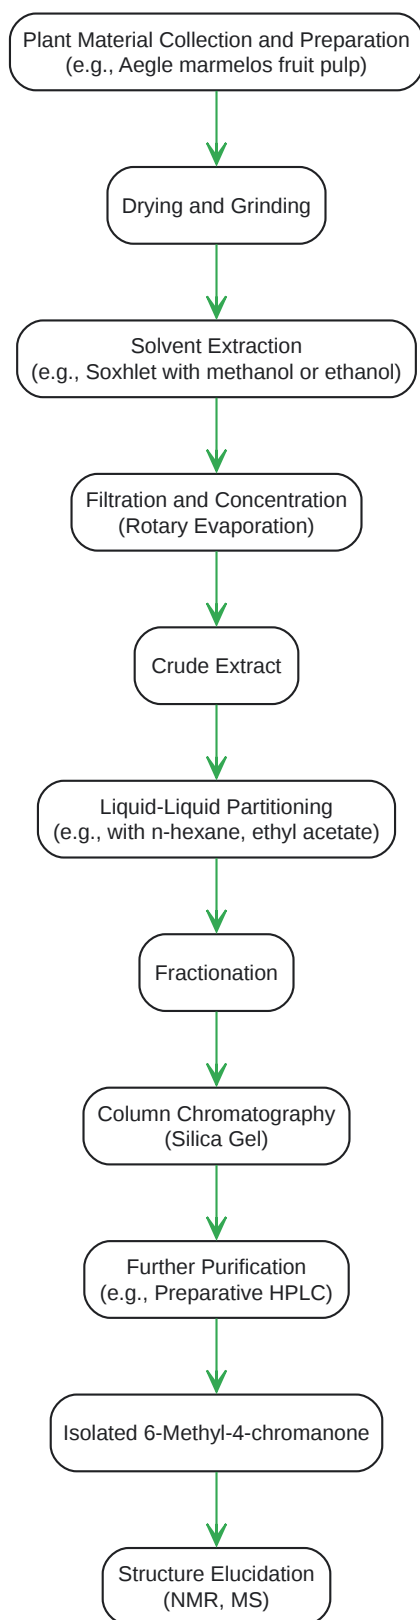 Plant Material Collection and Preparation
(e.g., Aegle marmelos fruit pulp)
Drying and Grinding
Solvent Extraction
(e.g., Soxhlet with methanol or ethanol)
Filtration and Concentration
(Rotary Evaporation)
Crude Extract
Liquid-Liquid Partitioning
(e.g., with n-hexane, ethyl acetate)
Fractionation
Column Chromatography
(Silica Gel)
Further Purification
(e.g., Preparative HPLC)
Isolated 6-Methyl-4-chromanone
Structure Elucidation
(NMR, MS)